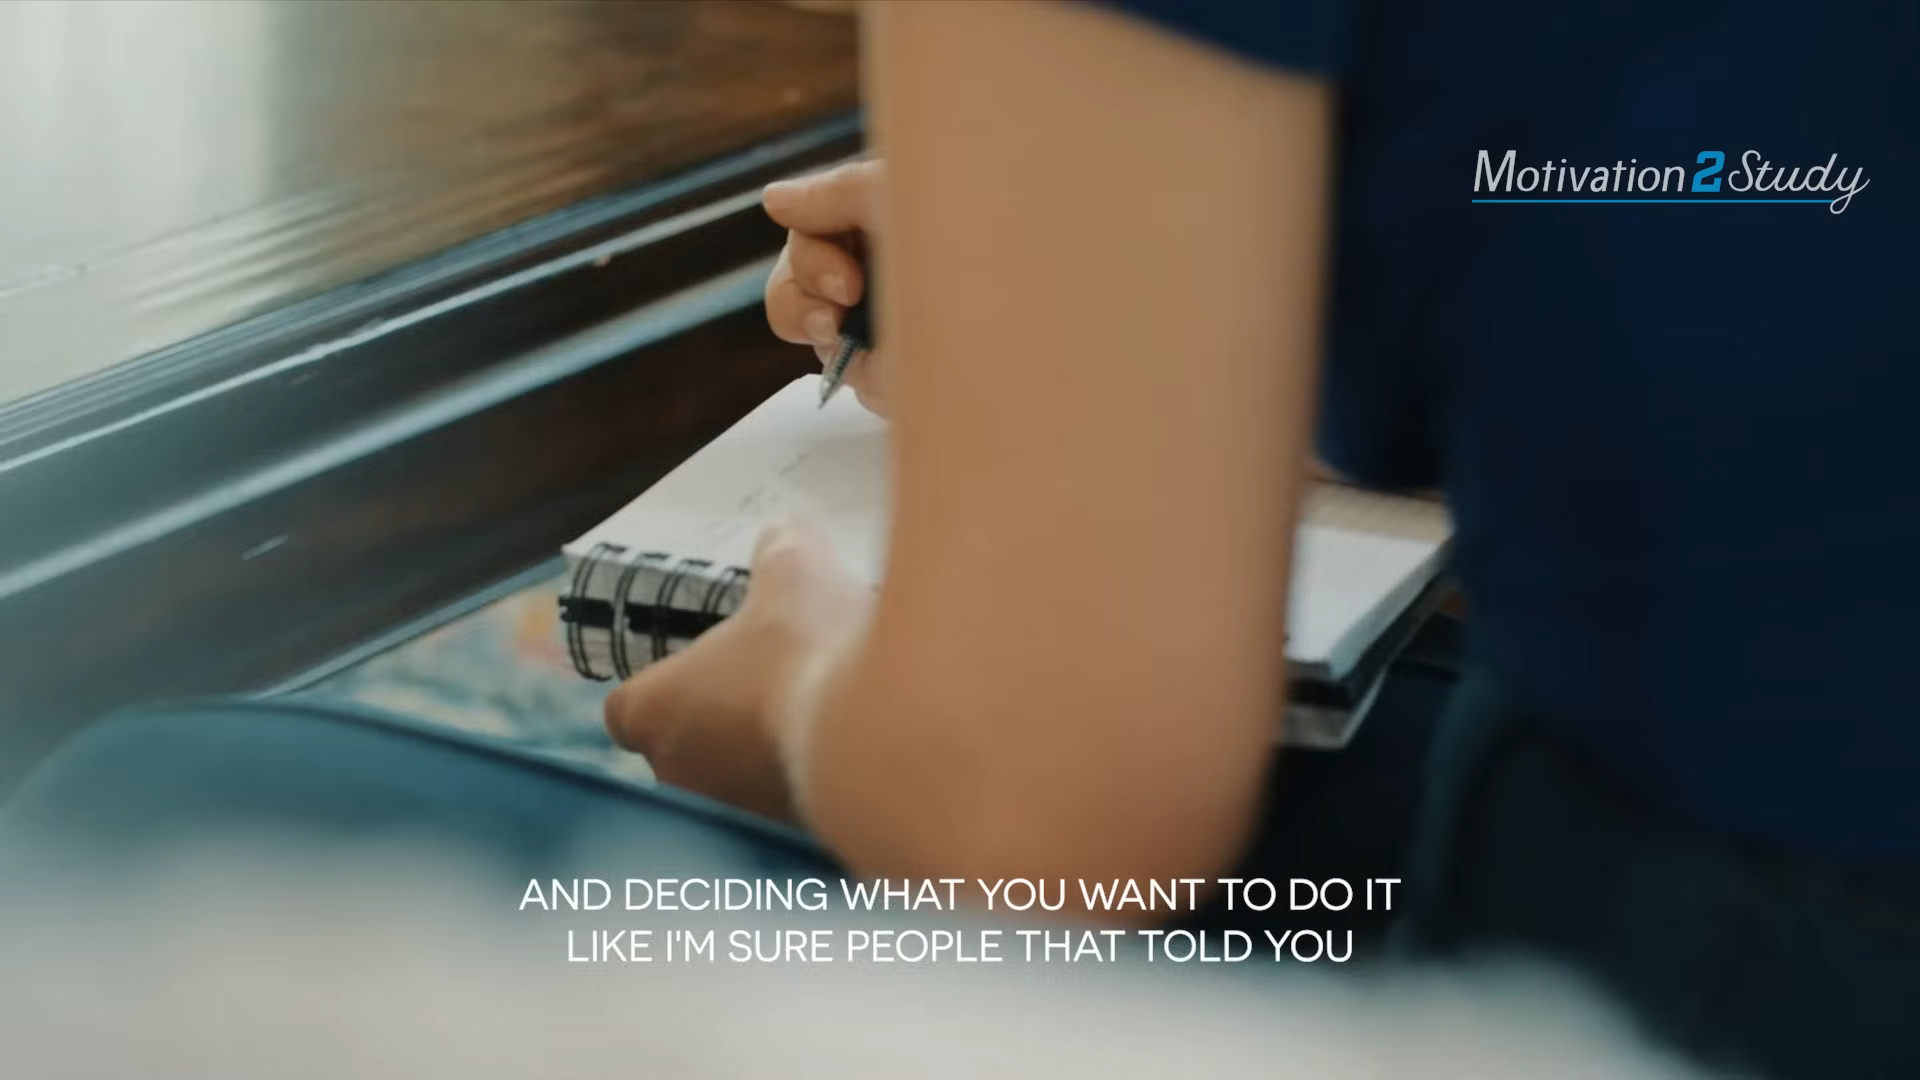 Motivation2Study
AND DECIDING WHAT YOU WANT TO DO IT
LIKE I'M SURE PEOPLE THAT TOLD YOU